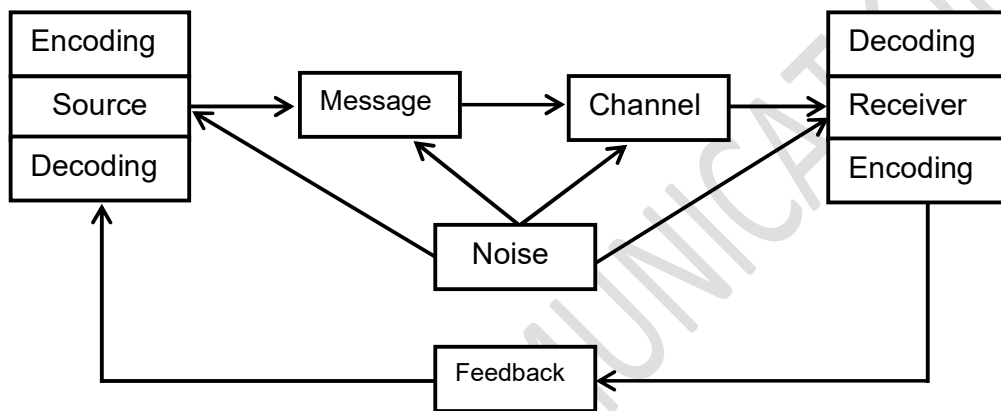 Encoding
Source
Decoding
Message
Channel
Decoding
Receiver
Encoding
Noise
Feedback